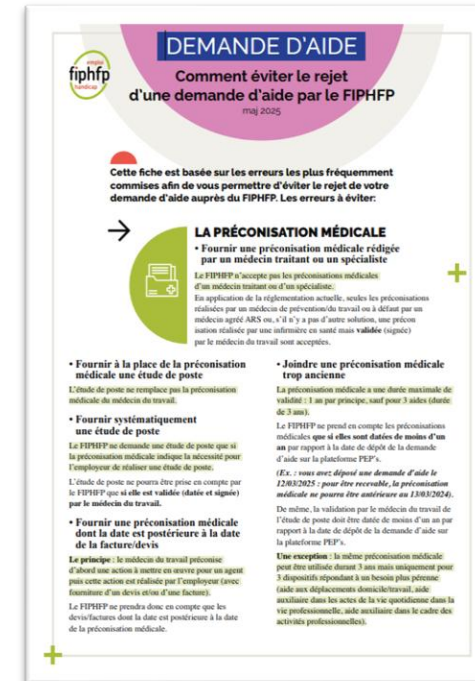 emploi
fiphfp
handicap
DEMANDE D'AIDE
Comment éviter le rejet
d'une demande d'aide par le FIPHFP
maj 2025
Cette fiche est basée sur les erreurs les plus fréquemment
commises afin de vous permettre d'éviter le rejet de votre
demande d'aide auprès du FIPHFP. Les erreurs à éviter:
LA PRÉCONISATION MÉDICALE
• Fournir une préconisation médicale rédigée
par un médecin traitant ou un spécialiste
Le FIPHFP n'accepte pas les préconisations médicales
d'un médecin traitant ou d'un spécialiste.
En application de la réglementation actuelle, seules les préconisations
réalisées par un médecin de prévention/du travail ou à défaut par un
médecin agréé ARS ou, s'il n'y a pas d'autre solution, une précon
isation réalisée par une infirmière en santé mais validée (signée)
par le médecin du travail sont acceptées.
• Fournir à la place de la préconisation
médicale une étude de poste
L'étude de poste ne remplace pas la préconisation
médicale du médecin du travail.
• Fournir systématiquement
une étude de poste
Le FIPHFP ne demande une étude de poste que si
la préconisation médicale indique la nécessité pour
l'employeur de réaliser une étude de poste.
L'étude de poste ne pourra être prise en compte par
le FIPHFP que si elle est validée (datée et signée)
par le médecin du travail.
• Fournir une préconisation médicale
dont la date est postérieure à la date
de la facture/devis
Le principe : le médecin du travail préconise
d'abord une action à mettre en œuvre pour un agent
puis cette action est réalisée par l'employeur (avec
fourniture d'un devis et/ou d'une facture).
Le FIPHFP ne prendra donc en compte que les
devis/factures dont la date est postérieure à la date
de la préconisation médicale.
• Joindre une préconisation médicale
trop ancienne
La préconisation médicale a une durée maximale de
validité : 1 an par principe, sauf pour 3 aides (durée
de 3 ans).
Le FIPHFP ne prend en compte les préconisations
médicales que si elles sont datées de moins d'un
an par rapport à la date de dépôt de la demande
d'aide sur la plateforme PEP's.
(Ex. : vous avez déposé une demande d'aide le
12/03/2025 : pour être recevable, la préconisation
médicale ne pourra être antérieure au 13/03/2024).
De même, la validation par le médecin du travail de
l'étude de poste doit être datée de moins d'un an par
rapport à la date de dépôt de la demande d'aide sur
la plateforme PEP's.
Une exception : la même préconisation médicale
peut être utilisée durant 3 ans mais uniquement pour
3 dispositifs répondant à un besoin plus pérenne
(aide aux déplacements domicile/travail, aide
auxiliaire dans les actes de la vie quotidienne dans la
vie professionnelle, aide auxiliaire dans le cadre des
activités professionnelles).